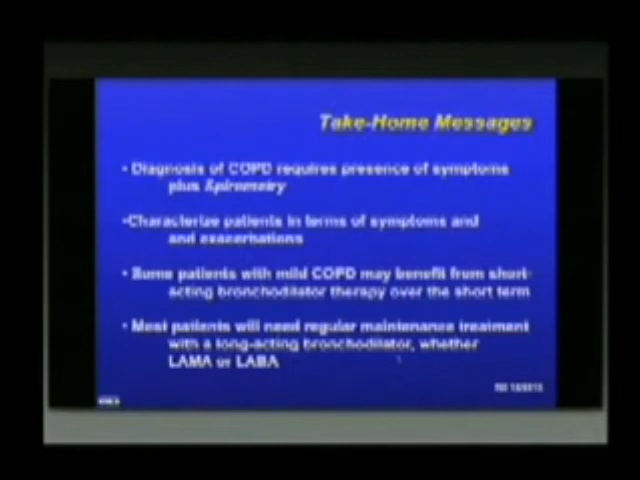 Take-Home Messages
• Diagnosis of COPD requires presence of symptoms
plus Spirometry
•Characterize patients in terms of symptoms and
and exacerbations
• Some patients with mild COPD may benefit from short-
acting bronchodilator therapy over the short term
• Most patients will need regular maintenance treatment
with a long-acting bronchodilator, whether
LAMA or LABA